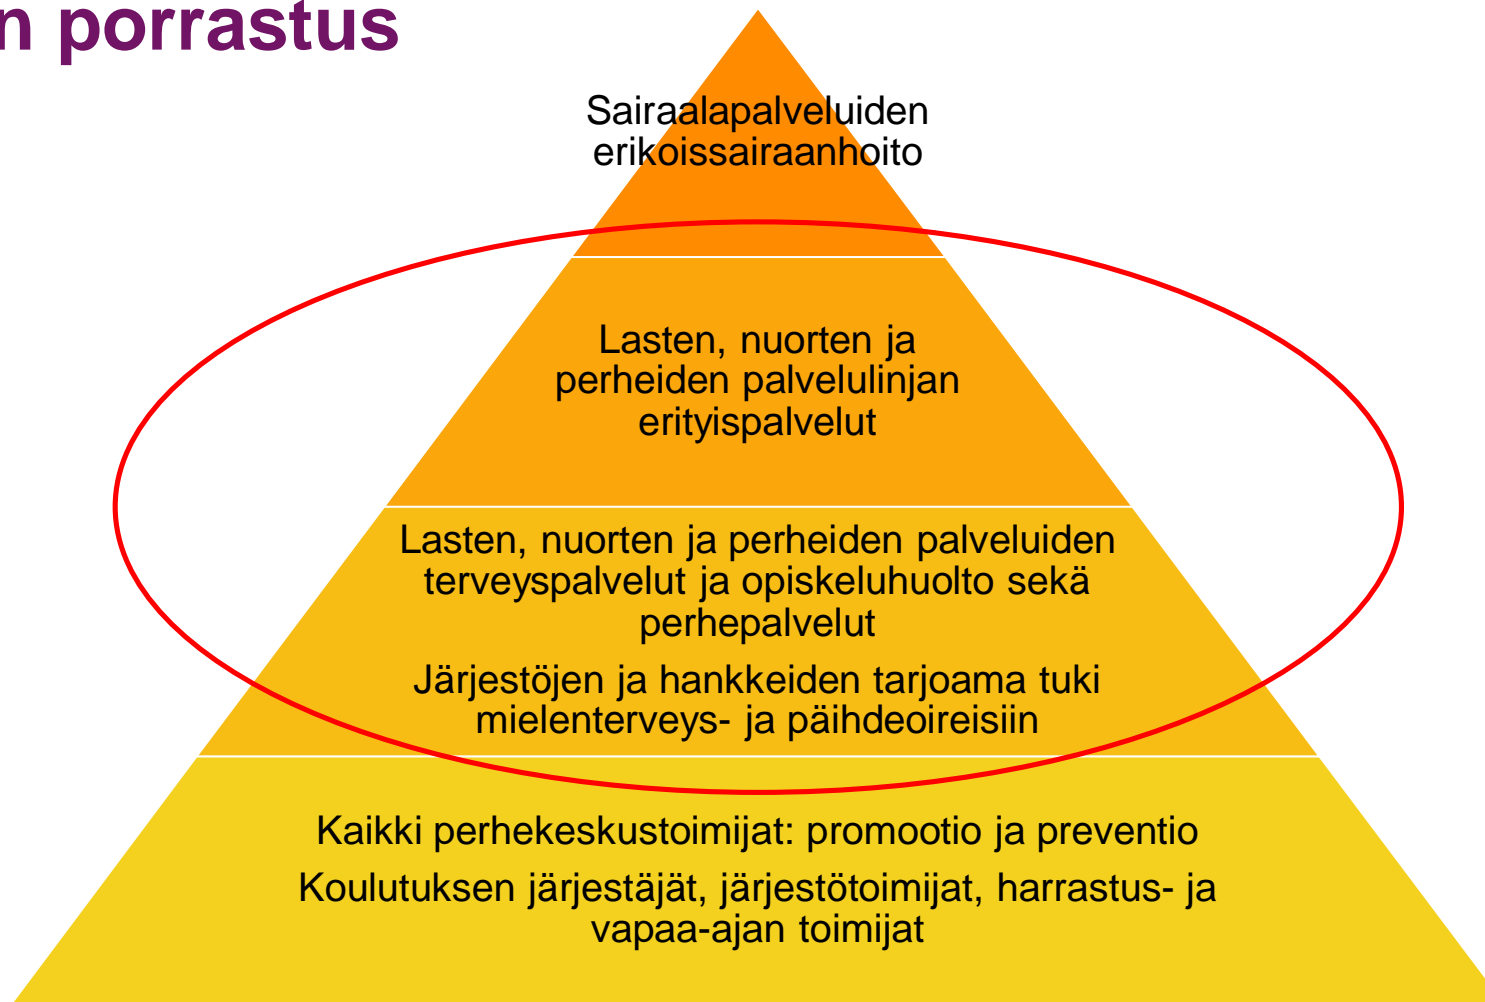 n porrastus
Sairaalapalveluiden
erikoissairaanhoito
Lasten, nuorten ja
perheiden palvelulinjan
erityispalvelut
Lasten, nuorten ja perheiden palveluiden
terveyspalvelut ja opiskeluhuolto sekä
perhepalvelut
Järjestöjen ja hankkeiden tarjoama tuki
mielenterveys- ja päihdeoireisiin
Kaikki perhekeskustoimijat: promootio ja preventio
Koulutuksen järjestäjät, järjestötoimijat, harrastus- ja
vapaa-ajan toimijat